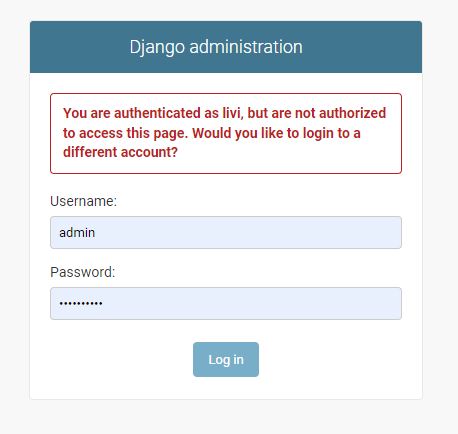 Django administration
You are authenticated as livi, but are not authorized
to access this page. Would you like to login to a
different account?
Username:
admin
Password:
••••••••••
Log in